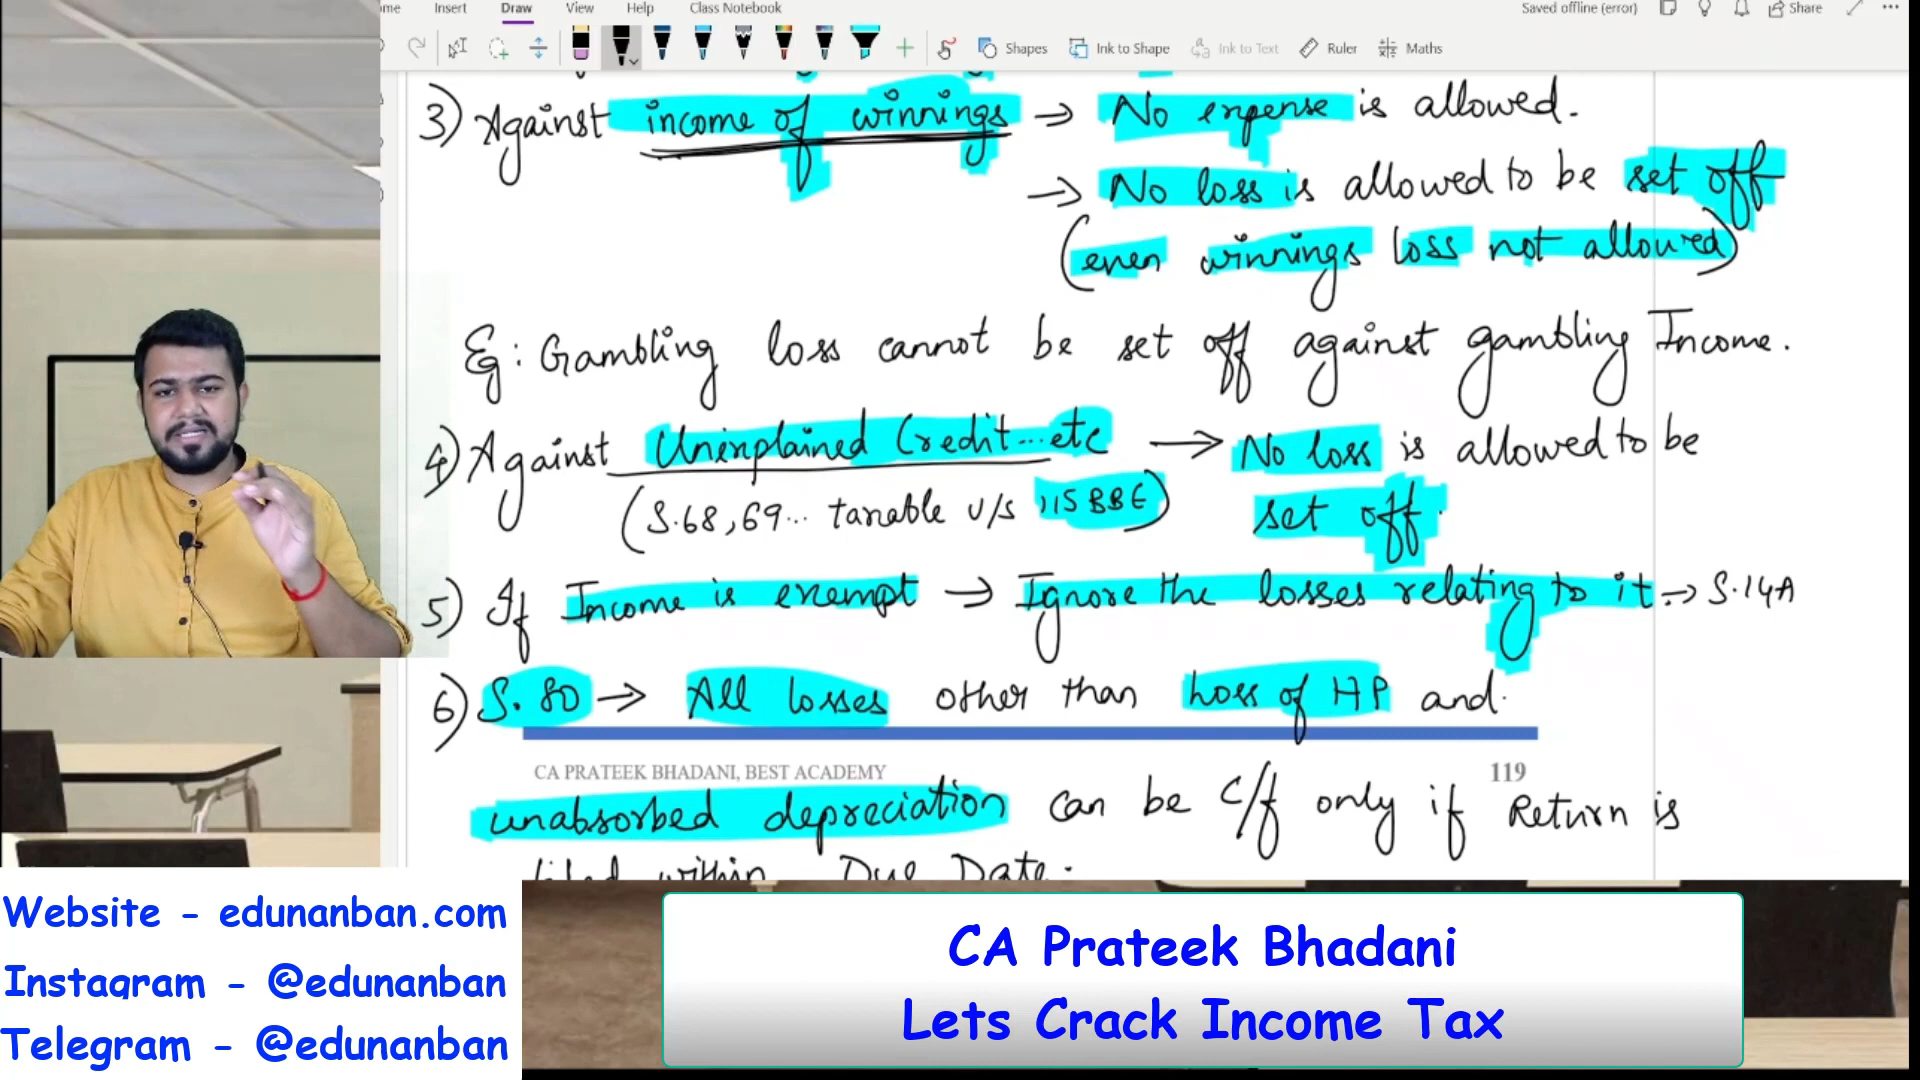 Insert Draw View Help Class Notebook
Saved offline (error) Share
Shapes Ink to Shape Ink to Text Ruler Maths
3) Against income of winnings → No expense is allowed.
→ No loss is allowed to be set off
(even winnings loss not allowed)
Eg: Gambling loss cannot be set off against gambling Income.
4) Against Unexplained Credit...etc → No loss is allowed to be
(S.68, 69... taxable u/s 115BBE) set off.
5) If Income is exempt → Ignore the losses relating to it. → S.14A
6) S. 80 → All losses other than Loss of HP and
CA PRATEEK BHADANI, BEST ACADEMY 119
unabsorbed depreciation can be c/f only if Return is
filed within Due Date.
Website - edunanban.com
Instagram - @edunanban
Telegram - @edunanban
CA Prateek Bhadani
Lets Crack Income Tax